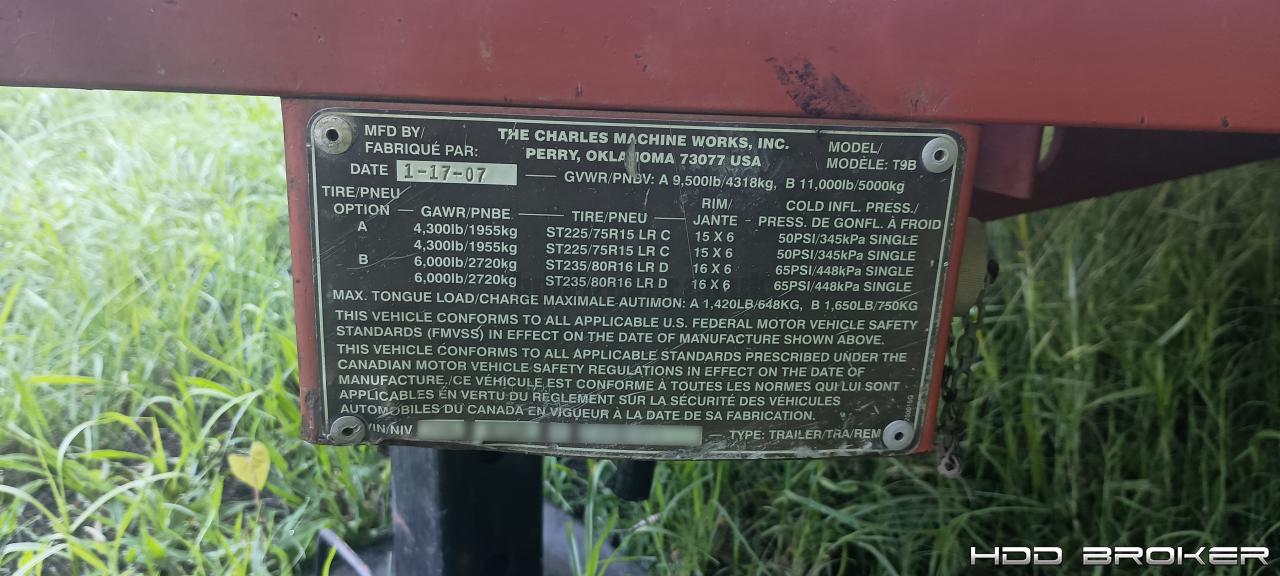 MFD BY/ THE CHARLES MACHINE WORKS, INC. MODEL/
FABRIQUÉ PAR: PERRY, OKLAHOMA 73077 USA MODÈLE: T9B
DATE 1-17-07 GVWR/PNBV: A 9,500lb/4318kg, B 11,000lb/5000kg
TIRE/PNEU RIM/ COLD INFL. PRESS./
OPTION — GAWR/PNBE — TIRE/PNEU — JANTE — PRESS. DE GONFL. À FROID
A 4,300lb/1955kg ST225/75R15 LR C 15 X 6 50PSI/345kPa SINGLE
4,300lb/1955kg ST225/75R15 LR C 15 X 6 50PSI/345kPa SINGLE
B 6,000lb/2720kg ST235/80R16 LR D 16 X 6 65PSI/448kPa SINGLE
6,000lb/2720kg ST235/80R16 LR D 16 X 6 65PSI/448kPa SINGLE
MAX. TONGUE LOAD/CHARGE MAXIMALE AUTIMON: A 1,420LB/648KG, B 1,650LB/750KG
THIS VEHICLE CONFORMS TO ALL APPLICABLE U.S. FEDERAL MOTOR VEHICLE SAFETY
STANDARDS (FMVSS) IN EFFECT ON THE DATE OF MANUFACTURE SHOWN ABOVE.
THIS VEHICLE CONFORMS TO ALL APPLICABLE STANDARDS PRESCRIBED UNDER THE
CANADIAN MOTOR VEHICLE SAFETY REGULATIONS IN EFFECT ON THE DATE OF
MANUFACTURE./CE VÉHICULE EST CONFORME À TOUTES LES NORMES QUI LUI SONT
APPLICABLES EN VERTU DU RÈGLEMENT SUR LA SÉCURITÉ DES VÉHICULES
AUTOMOBILES DU CANADA EN VIGUEUR À LA DATE DE SA FABRICATION.
VIN/NIV TYPE: TRAILER/TRA/REM
HDD BROKER